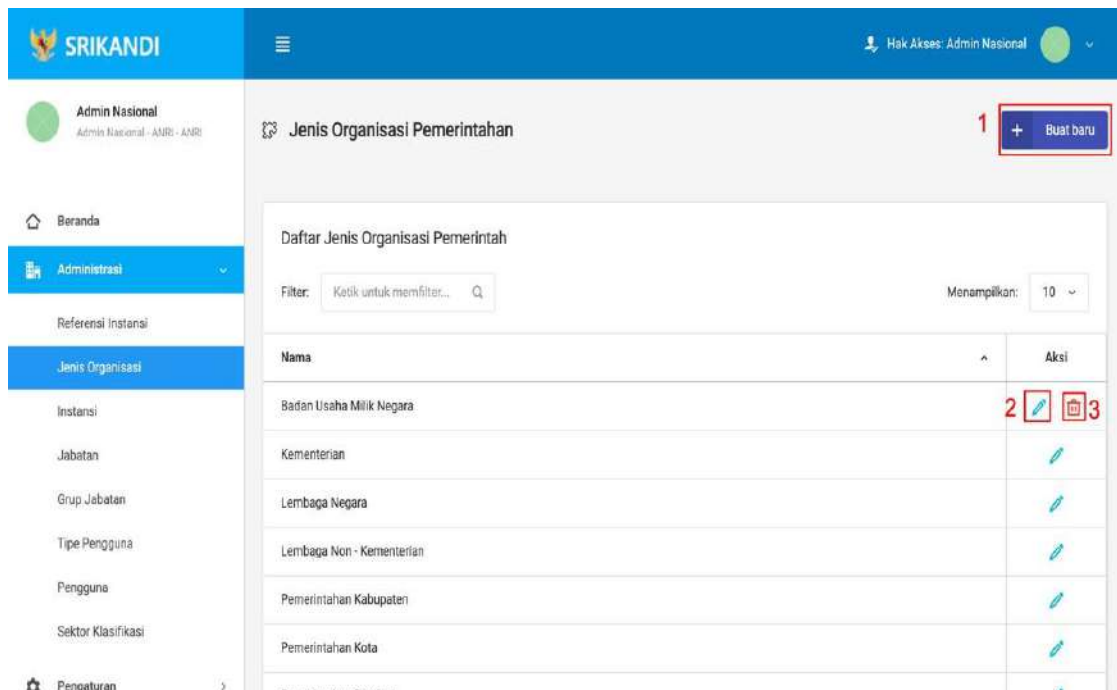 SRIKANDI
Hak Akses: Admin Nasional
Admin Nasional
Admin Nasional - ANRI - ANRI
Jenis Organisasi Pemerintahan
1
+ Buat baru
Beranda
Administrasi
Referensi Instansi
Jenis Organisasi
Instansi
Jabatan
Grup Jabatan
Tipe Pengguna
Pengguna
Sektor Klasifikasi
Pengaturan
Daftar Jenis Organisasi Pemerintah
Filter: Ketik untuk memfilter...
Menampilkan: 10
Nama Aksi
Badan Usaha Milik Negara 2 3
Kementerian
Lembaga Negara
Lembaga Non - Kementerian
Pemerintahan Kabupaten
Pemerintahan Kota